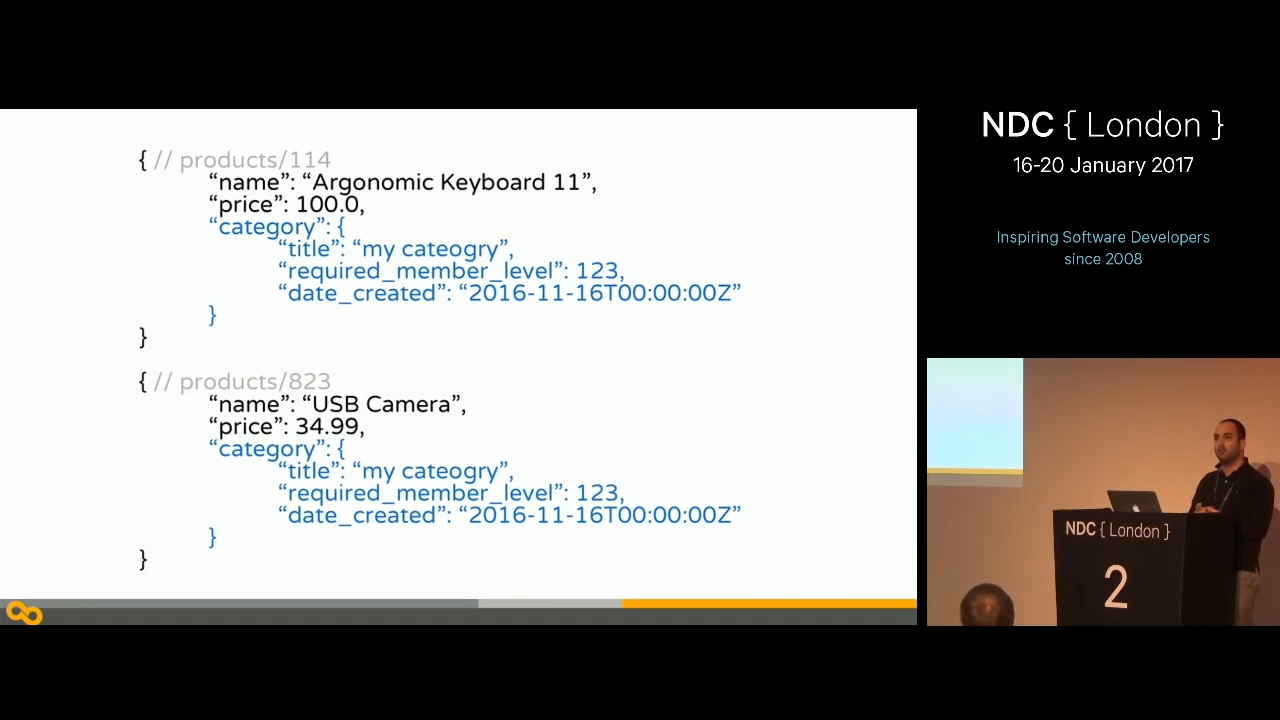 { // products/114
“name”: “Argonomic Keyboard 11”,
“price”: 100.0,
“category”: {
“title”: “my cateogry”,
“required_member_level”: 123,
“date_created”: “2016-11-16T00:00:00Z”
}
}
{ // products/823
“name”: “USB Camera”,
“price”: 34.99,
“category”: {
“title”: “my cateogry”,
“required_member_level”: 123,
“date_created”: “2016-11-16T00:00:00Z”
}
}
NDC { London }
16-20 January 2017
Inspiring Software Developers
since 2008
NDC { London }
2